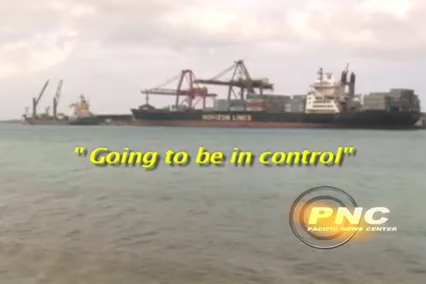 HORIZON LINES
" Going to be in control"
PNC
PACIFIC NEWS CENTER